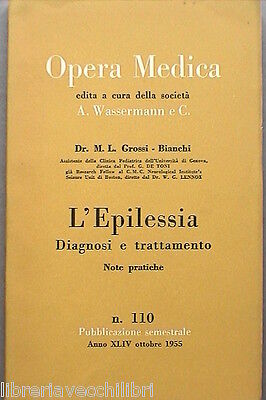 Opera Medica
edita a cura della società
A. Wassermann e C.
Dr. M. L. Grossi - Bianchi
Assistente della Clinica Pediatrica dell'Università di Genova,
diretta dal Prof. G. DE TONI
già Research Fellow al C.M.C. Neurological Institute's
Seizure Unit di Boston, diretto dal Dr. W. G. LENNOX
L'Epilessia
Diagnosi e trattamento
Note pratiche
n. 110
Pubblicazione semestrale
Anno XLIV ottobre 1955
libreriavecchilibri